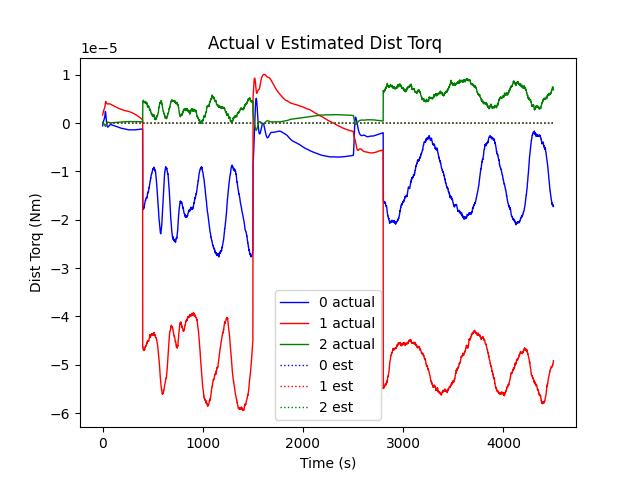 Actual v Estimated Dist Torq
1e−5
1
0
−1
−2
−3
−4
−5
−6
Dist Torq (Nm)
0 actual
1 actual
2 actual
0 est
1 est
2 est
0 1000 2000 3000 4000
Time (s)